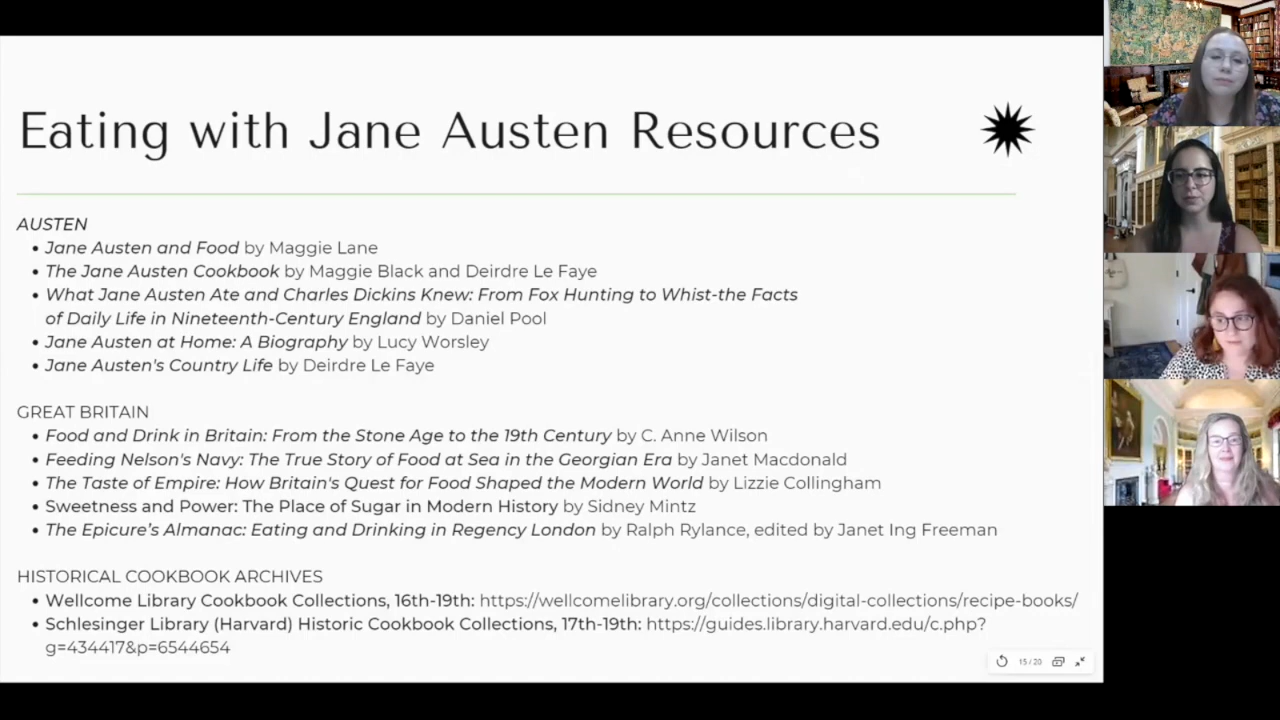 Eating with Jane Austen Resources
AUSTEN
• Jane Austen and Food by Maggie Lane
• The Jane Austen Cookbook by Maggie Black and Deirdre Le Faye
• What Jane Austen Ate and Charles Dickins Knew: From Fox Hunting to Whist-the Facts
of Daily Life in Nineteenth-Century England by Daniel Pool
• Jane Austen at Home: A Biography by Lucy Worsley
• Jane Austen's Country Life by Deirdre Le Faye
GREAT BRITAIN
• Food and Drink in Britain: From the Stone Age to the 19th Century by C. Anne Wilson
• Feeding Nelson's Navy: The True Story of Food at Sea in the Georgian Era by Janet Macdonald
• The Taste of Empire: How Britain's Quest for Food Shaped the Modern World by Lizzie Collingham
• Sweetness and Power: The Place of Sugar in Modern History by Sidney Mintz
• The Epicure’s Almanac: Eating and Drinking in Regency London by Ralph Rylance, edited by Janet Ing Freeman
HISTORICAL COOKBOOK ARCHIVES
• Wellcome Library Cookbook Collections, 16th-19th: https://wellcomelibrary.org/collections/digital-collections/recipe-books/
• Schlesinger Library (Harvard) Historic Cookbook Collections, 17th-19th: https://guides.library.harvard.edu/c.php?
g=434417&p=6544654
15 / 20